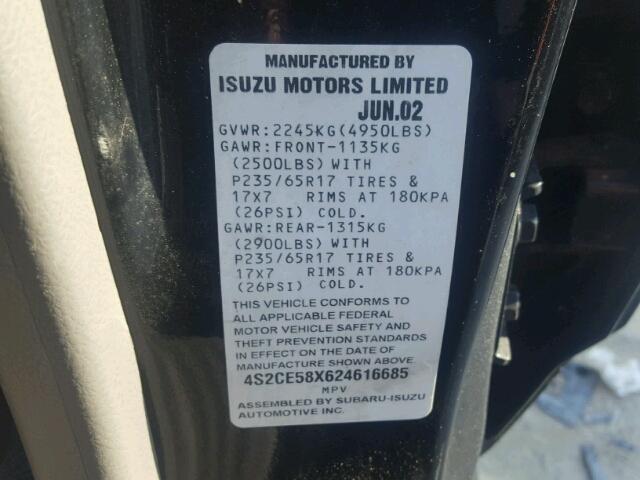 MANUFACTURED BY
ISUZU MOTORS LIMITED
JUN.02
GVWR:2245KG(4950LBS)
GAWR:FRONT-1135KG
(2500LBS)WITH
P235/65R17 TIRES &
17X7 RIMS AT 180KPA
(26PSI) COLD.
GAWR:REAR-1315KG
(2900LBS)WITH
P235/65R17 TIRES &
17X7 RIMS AT 180KPA
(26PSI) COLD.
THIS VEHICLE CONFORMS TO
ALL APPLICABLE FEDERAL
MOTOR VEHICLE SAFETY AND
THEFT PREVENTION STANDARDS
IN EFFECT ON THE DATE OF
MANUFACTURE SHOWN ABOVE.
4S2CE58X624616685
MPV
ASSEMBLED BY SUBARU-ISUZU
AUTOMOTIVE INC.